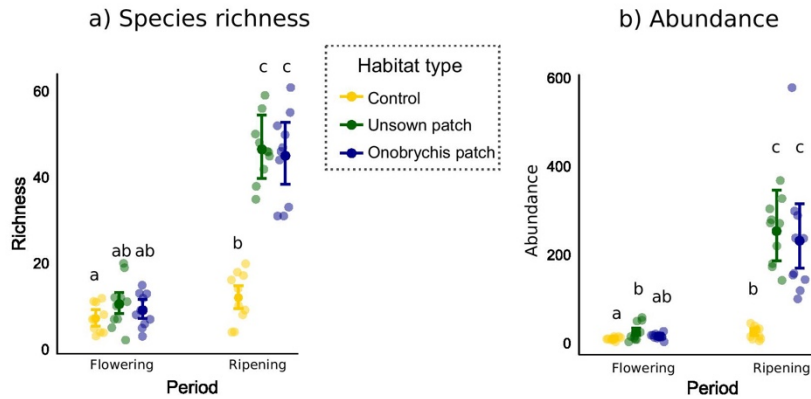 a) Species richness
Richness
60
40
20
0
a
ab
ab
b
c
c
Flowering
Ripening
Period
Habitat type
Control
Unsown patch
Onobrychis patch
b) Abundance
Abundance
600
400
200
0
a
b
ab
b
c
c
Flowering
Ripening
Period